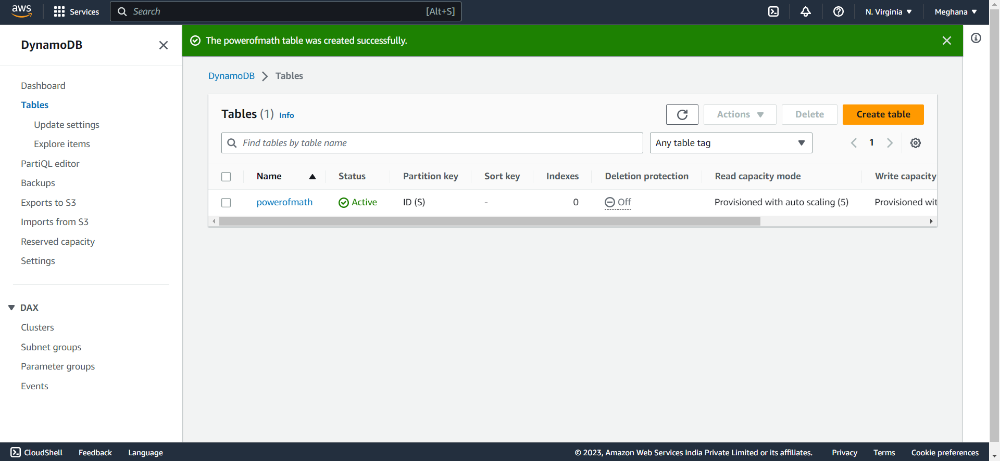 aws Services Search [Alt+S] N. Virginia Meghana
DynamoDB
The powerofmath table was created successfully.
Dashboard
Tables
Update settings
Explore items
PartiQL editor
Backups
Exports to S3
Imports from S3
Reserved capacity
Settings
DAX
Clusters
Subnet groups
Parameter groups
Events
DynamoDB Tables
Tables (1) Info Actions Delete Create table
Find tables by table name Any table tag 1
Name Status Partition key Sort key Indexes Deletion protection Read capacity mode Write capacity
powerofmath Active ID (S) - 0 Off Provisioned with auto scaling (5) Provisioned wit
CloudShell Feedback Language © 2023, Amazon Web Services India Private Limited or its affiliates. Privacy Terms Cookie preferences